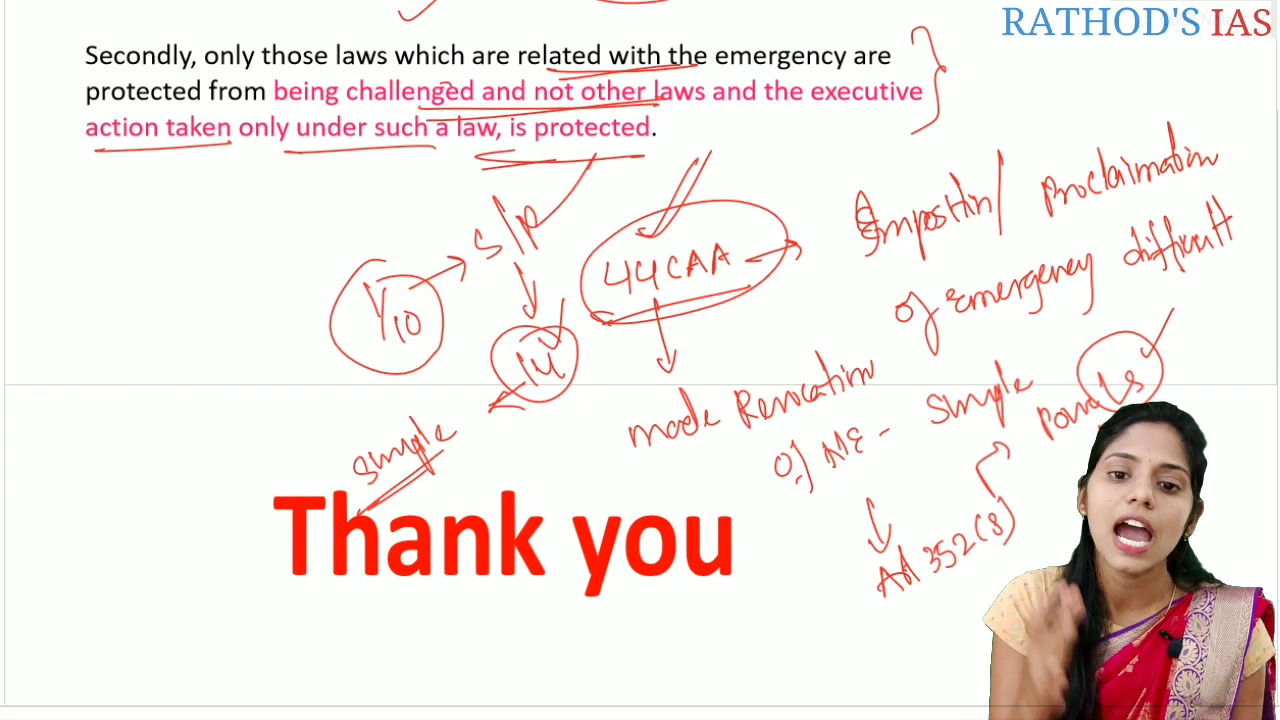 RATHOD'S IAS
Secondly, only those laws which are related with the emergency are
protected from being challenged and not other laws and the executive
action taken only under such a law, is protected.
S/P
1/10
14
simple
44CAA
Imposition/ Proclaimation
of Emergency difficult
made Revocation
of NE - Simple
Art 352(8)
Thank you